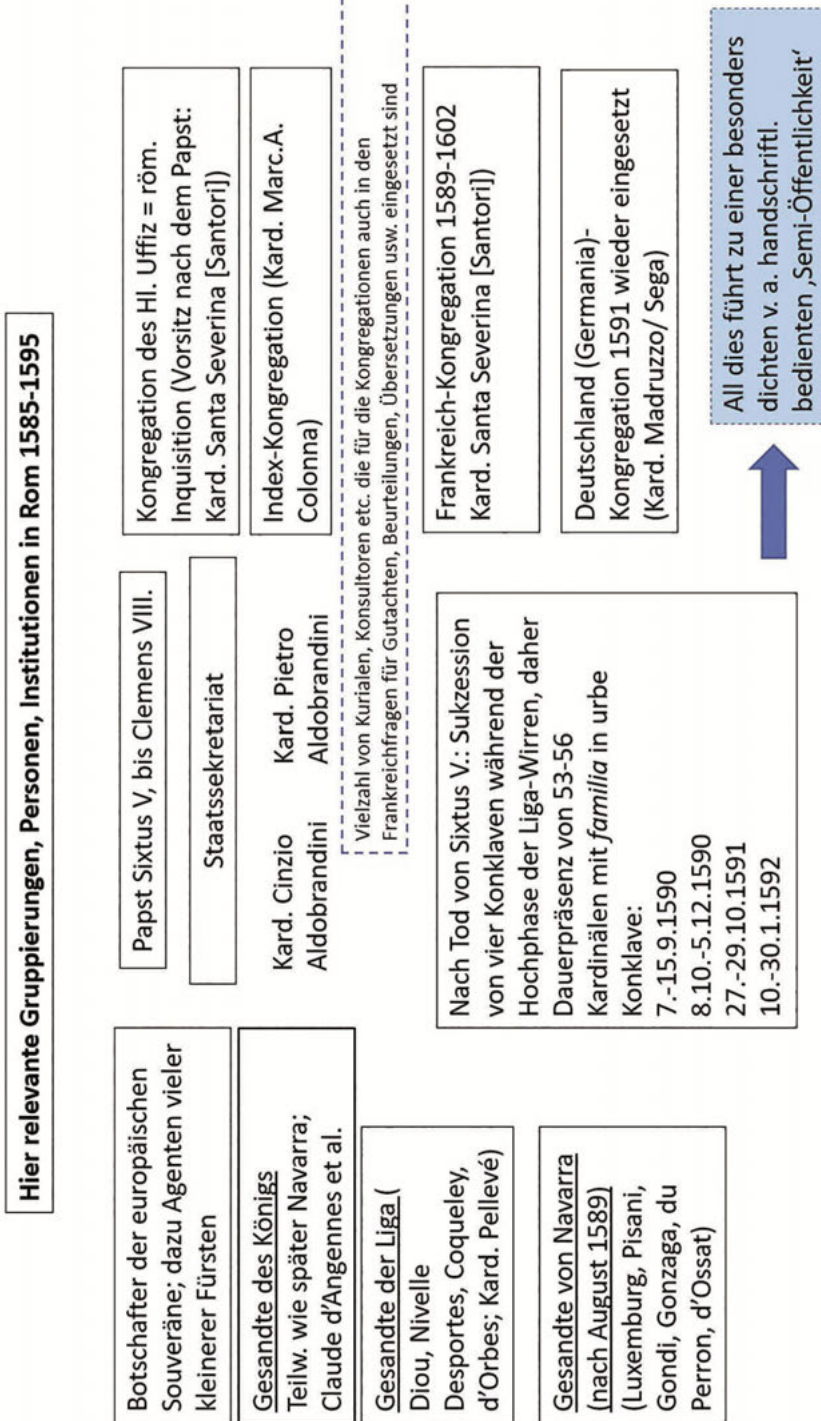 Hier relevante Gruppierungen, Personen, Institutionen in Rom 1585-1595
Botschafter der europäischen
Souveräne; dazu Agenten vieler
kleinerer Fürsten
Gesandte des Königs
Teilw. wie später Navarra;
Claude d'Angennes et al.
Gesandte der Liga (
Diou, Nivelle
Desportes, Coqueley,
d'Orbes; Kard. Pellevé)
Gesandte von Navarra
(nach August 1589)
(Luxemburg, Pisani,
Gondi, Gonzaga, du
Perron, d'Ossat)
Papst Sixtus V, bis Clemens VIII.
Staatssekretariat
Kard. Cinzio
Aldobrandini
Kard. Pietro
Aldobrandini
Nach Tod von Sixtus V.: Sukzession
von vier Konklaven während der
Hochphase der Liga-Wirren, daher
Dauerpräsenz von 53-56
Kardinälen mit familia in urbe
Konklave:
7.-15.9.1590
8.10.-5.12.1590
27.-29.10.1591
10.-30.1.1592
Kongregation des Hl. Uffiz = röm.
Inquisition (Vorsitz nach dem Papst:
Kard. Santa Severina [Santori])
Index-Kongregation (Kard. Marc.A.
Colonna)
Vielzahl von Kurialen, Konsultoren etc. die für die Kongregationen auch in den
Frankreichfragen für Gutachten, Beurteilungen, Übersetzungen usw. eingesetzt sind
Frankreich-Kongregation 1589-1602
Kard. Santa Severina [Santori])
Deutschland (Germania)-
Kongregation 1591 wieder eingesetzt
(Kard. Madruzzo/ Sega)
All dies führt zu einer besonders
dichten v. a. handschriftl.
bedienten ‚Semi-Öffentlichkeit'